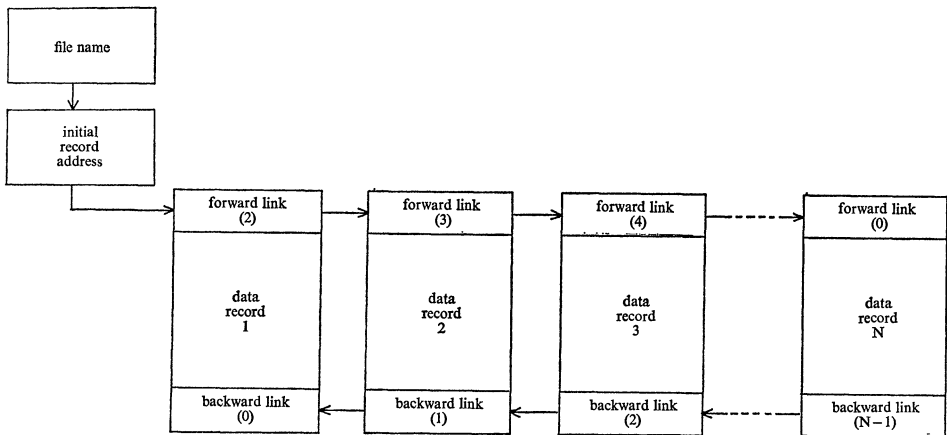 file name
initial
record
address
forward link
(2)
data
record
1
backward link
(0)
forward link
(3)
data
record
2
backward link
(1)
forward link
(4)
data
record
3
backward link
(2)
forward link
(0)
data
record
N
backward link
(N−1)